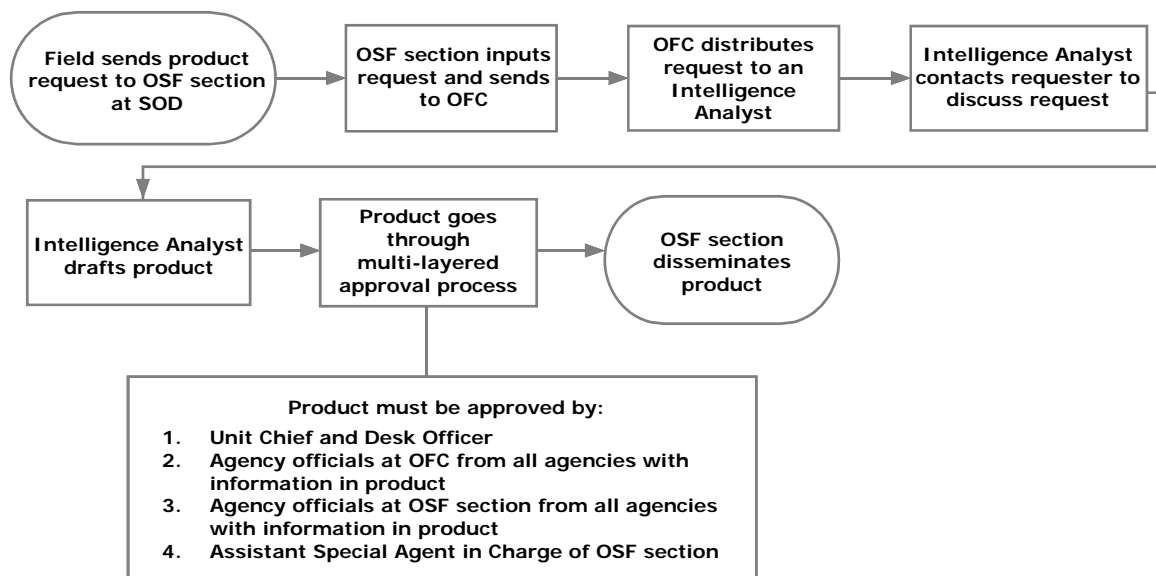 Field sends product
request to OSF section
at SOD
OSF section inputs
request and sends
to OFC
OFC distributes
request to an
Intelligence
Analyst
Intelligence Analyst
contacts requester to
discuss request
Intelligence Analyst
drafts product
Product goes
through
multi-layered
approval process
OSF section
disseminates
product
Product must be approved by:
1. Unit Chief and Desk Officer
2. Agency officials at OFC from all agencies with
information in product
3. Agency officials at OSF section from all agencies
with information in product
4. Assistant Special Agent in Charge of OSF section